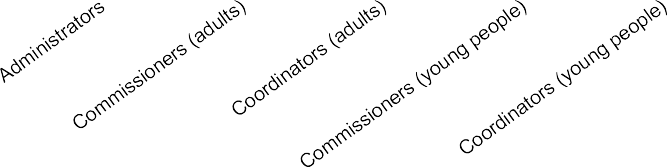 Administrators
Commissioners (adults)
Coordinators (adults)
Commissioners (young people)
Coordinators (young people)